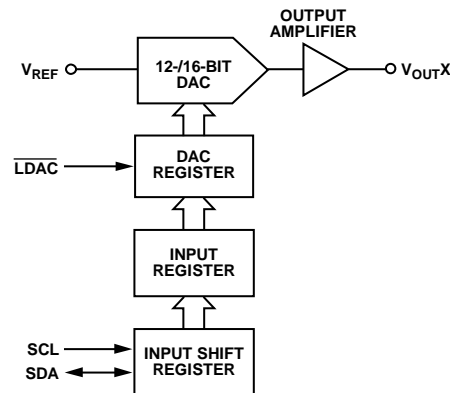 OUTPUT
AMPLIFIER
VREF
12-/16-BIT
DAC
VOUTX
LDAC
DAC
REGISTER
INPUT
REGISTER
SCL
SDA
INPUT SHIFT
REGISTER